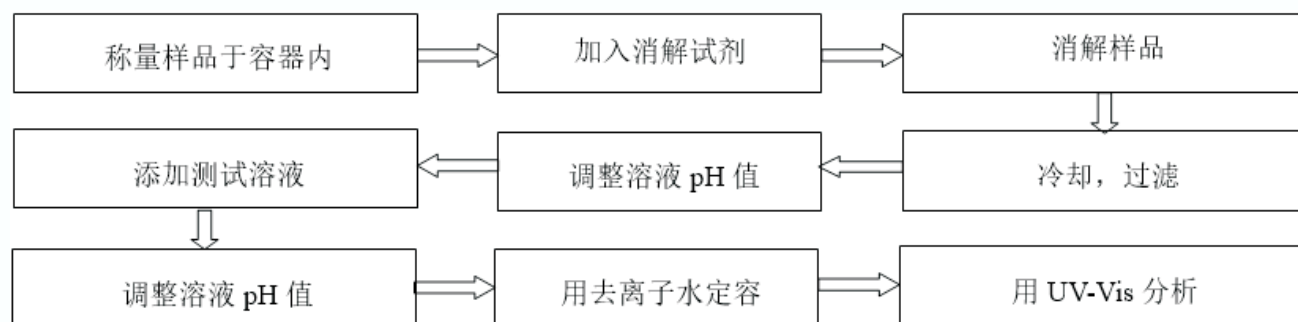 称量样品于容器内
加入消解试剂
消解样品
冷却，过滤
调整溶液 pH 值
添加测试溶液
调整溶液 pH 值
用去离子水定容
用 UV-Vis 分析